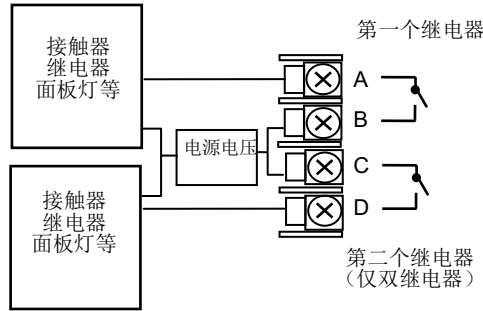 第一个继电器
接触器
继电器
面板灯等
A
B
电源电压
C
D
接触器
继电器
面板灯等
第二个继电器
（仅双继电器）